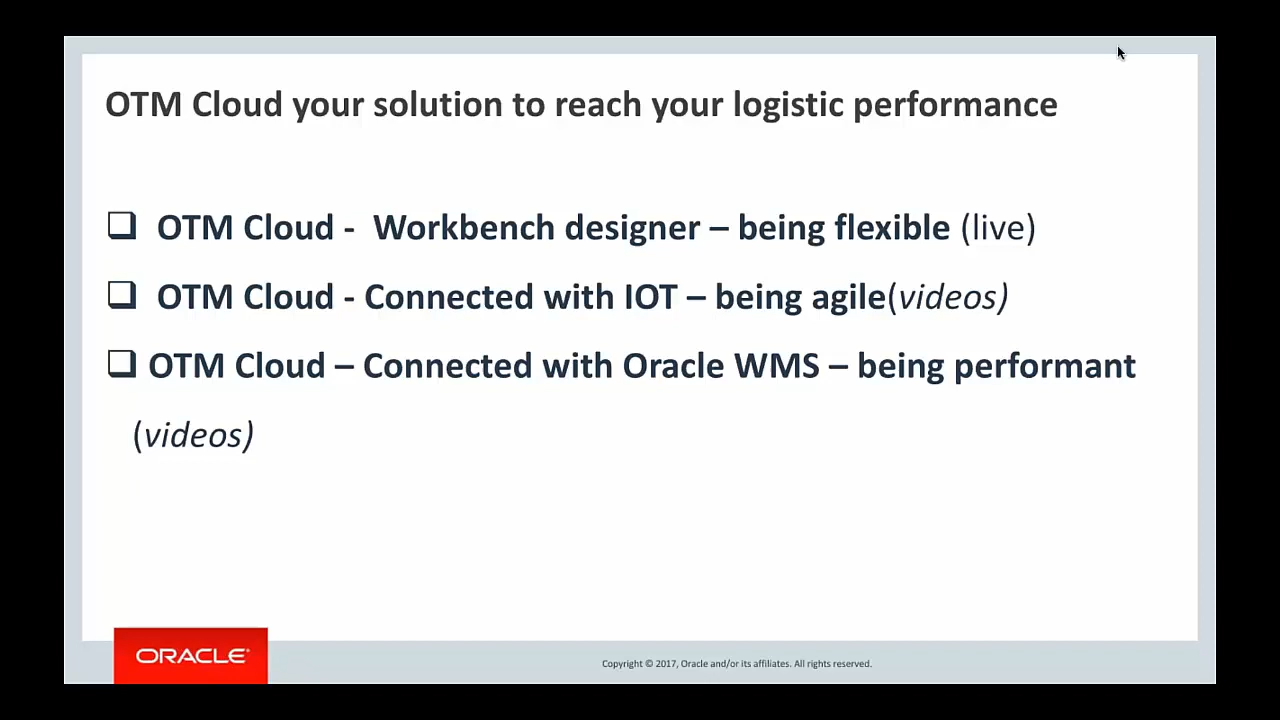 OTM Cloud your solution to reach your logistic performance
❑ OTM Cloud - Workbench designer – being flexible (live)
❑ OTM Cloud - Connected with IOT – being agile(videos)
❑ OTM Cloud – Connected with Oracle WMS – being performant
(videos)
ORACLE®
Copyright © 2017, Oracle and/or its affiliates. All rights reserved.